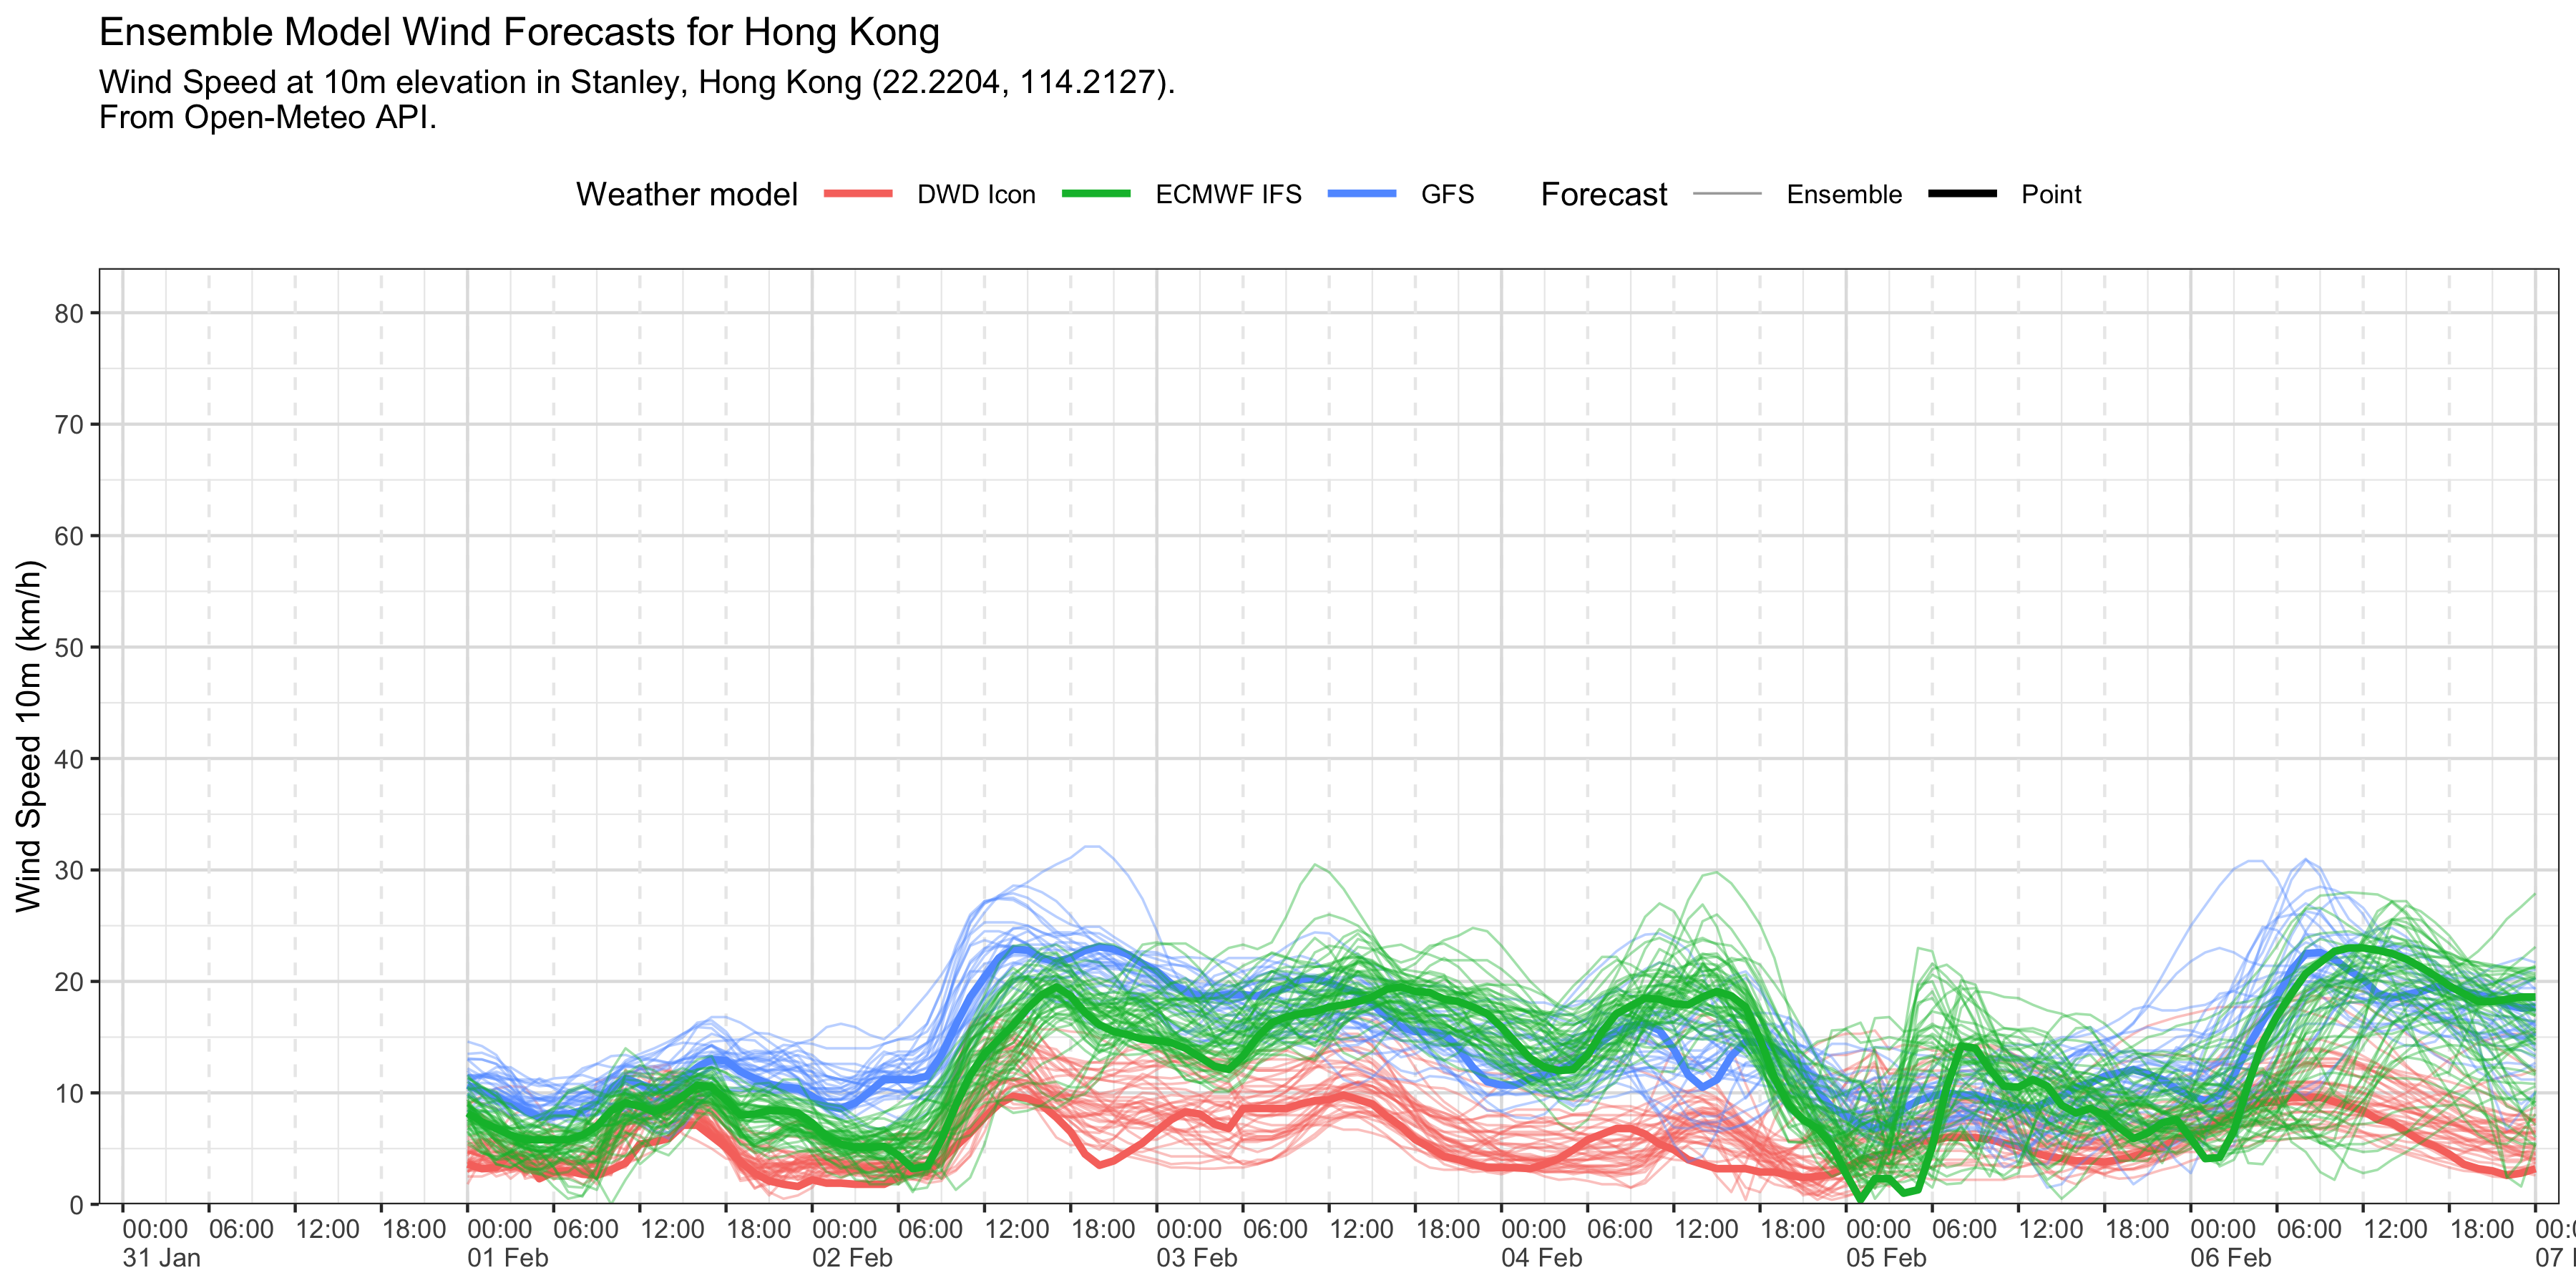 Ensemble Model Wind Forecasts for Hong Kong
Wind Speed at 10m elevation in Stanley, Hong Kong (22.2204, 114.2127).
From Open-Meteo API.
Weather model DWD Icon ECMWF IFS GFS Forecast Ensemble Point
Wind Speed 10m (km/h)
80
70
60
50
40
30
20
10
0
00:00 06:00 12:00 18:00 00:00 06:00 12:00 18:00 00:00 06:00 12:00 18:00 00:00 06:00 12:00 18:00 00:00 06:00 12:00 18:00 00:00 06:00 12:00 18:00 00:00 06:00 12:00 18:00
31 Jan 01 Feb 02 Feb 03 Feb 04 Feb 05 Feb 06 Feb 07